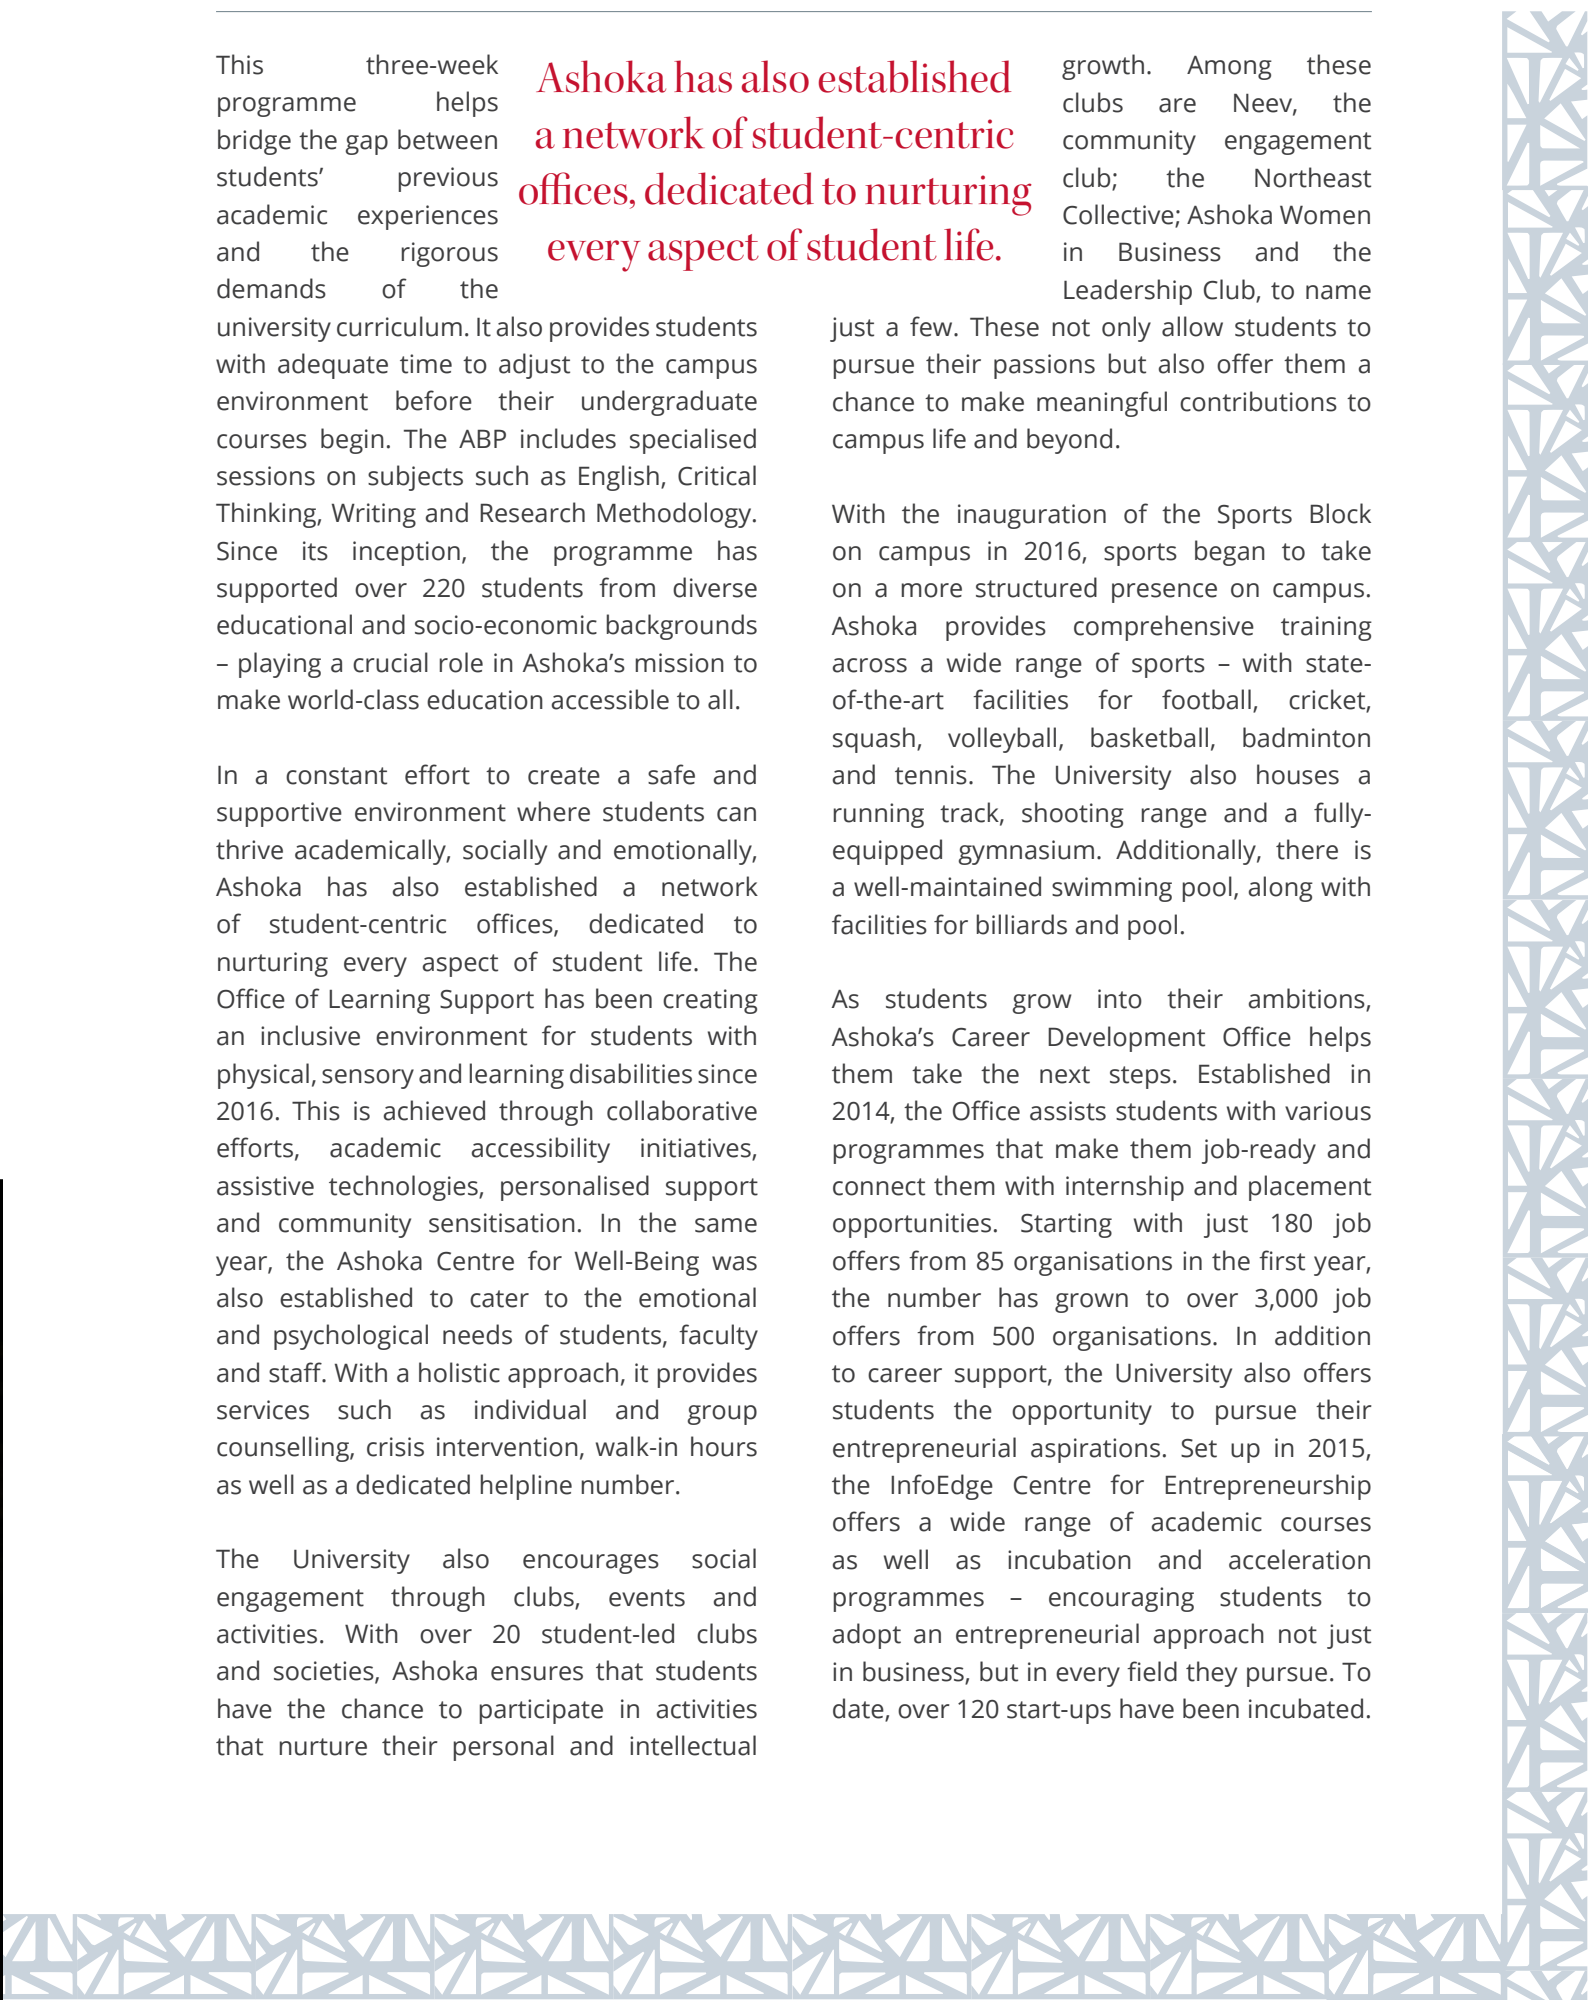 This three-week
programme helps
bridge the gap between
students’ previous
academic experiences
and the rigorous
demands of the
university curriculum. It also provides students
with adequate time to adjust to the campus
environment before their undergraduate
courses begin. The ABP includes specialised
sessions on subjects such as English, Critical
Thinking, Writing and Research Methodology.
Since its inception, the programme has
supported over 220 students from diverse
educational and socio-economic backgrounds
– playing a crucial role in Ashoka’s mission to
make world-class education accessible to all.
In a constant effort to create a safe and
supportive environment where students can
thrive academically, socially and emotionally,
Ashoka has also established a network
of student-centric offices, dedicated to
nurturing every aspect of student life. The
Office of Learning Support has been creating
an inclusive environment for students with
physical, sensory and learning disabilities since
2016. This is achieved through collaborative
efforts, academic accessibility initiatives,
assistive technologies, personalised support
and community sensitisation. In the same
year, the Ashoka Centre for Well-Being was
also established to cater to the emotional
and psychological needs of students, faculty
and staff. With a holistic approach, it provides
services such as individual and group
counselling, crisis intervention, walk-in hours
as well as a dedicated helpline number.
The University also encourages social
engagement through clubs, events and
activities. With over 20 student-led clubs
and societies, Ashoka ensures that students
have the chance to participate in activities
that nurture their personal and intellectual
Ashoka has also established
a network of student-centric
offices, dedicated to nurturing
every aspect of student life.
growth. Among these
clubs are Neev, the
community engagement
club; the Northeast
Collective; Ashoka Women
in Business and the
Leadership Club, to name
just a few. These not only allow students to
pursue their passions but also offer them a
chance to make meaningful contributions to
campus life and beyond.
With the inauguration of the Sports Block
on campus in 2016, sports began to take
on a more structured presence on campus.
Ashoka provides comprehensive training
across a wide range of sports – with state-
of-the-art facilities for football, cricket,
squash, volleyball, basketball, badminton
and tennis. The University also houses a
running track, shooting range and a fully-
equipped gymnasium. Additionally, there is
a well-maintained swimming pool, along with
facilities for billiards and pool.
As students grow into their ambitions,
Ashoka’s Career Development Office helps
them take the next steps. Established in
2014, the Office assists students with various
programmes that make them job-ready and
connect them with internship and placement
opportunities. Starting with just 180 job
offers from 85 organisations in the first year,
the number has grown to over 3,000 job
offers from 500 organisations. In addition
to career support, the University also offers
students the opportunity to pursue their
entrepreneurial aspirations. Set up in 2015,
the InfoEdge Centre for Entrepreneurship
offers a wide range of academic courses
as well as incubation and acceleration
programmes – encouraging students to
adopt an entrepreneurial approach not just
in business, but in every field they pursue. To
date, over 120 start-ups have been incubated.